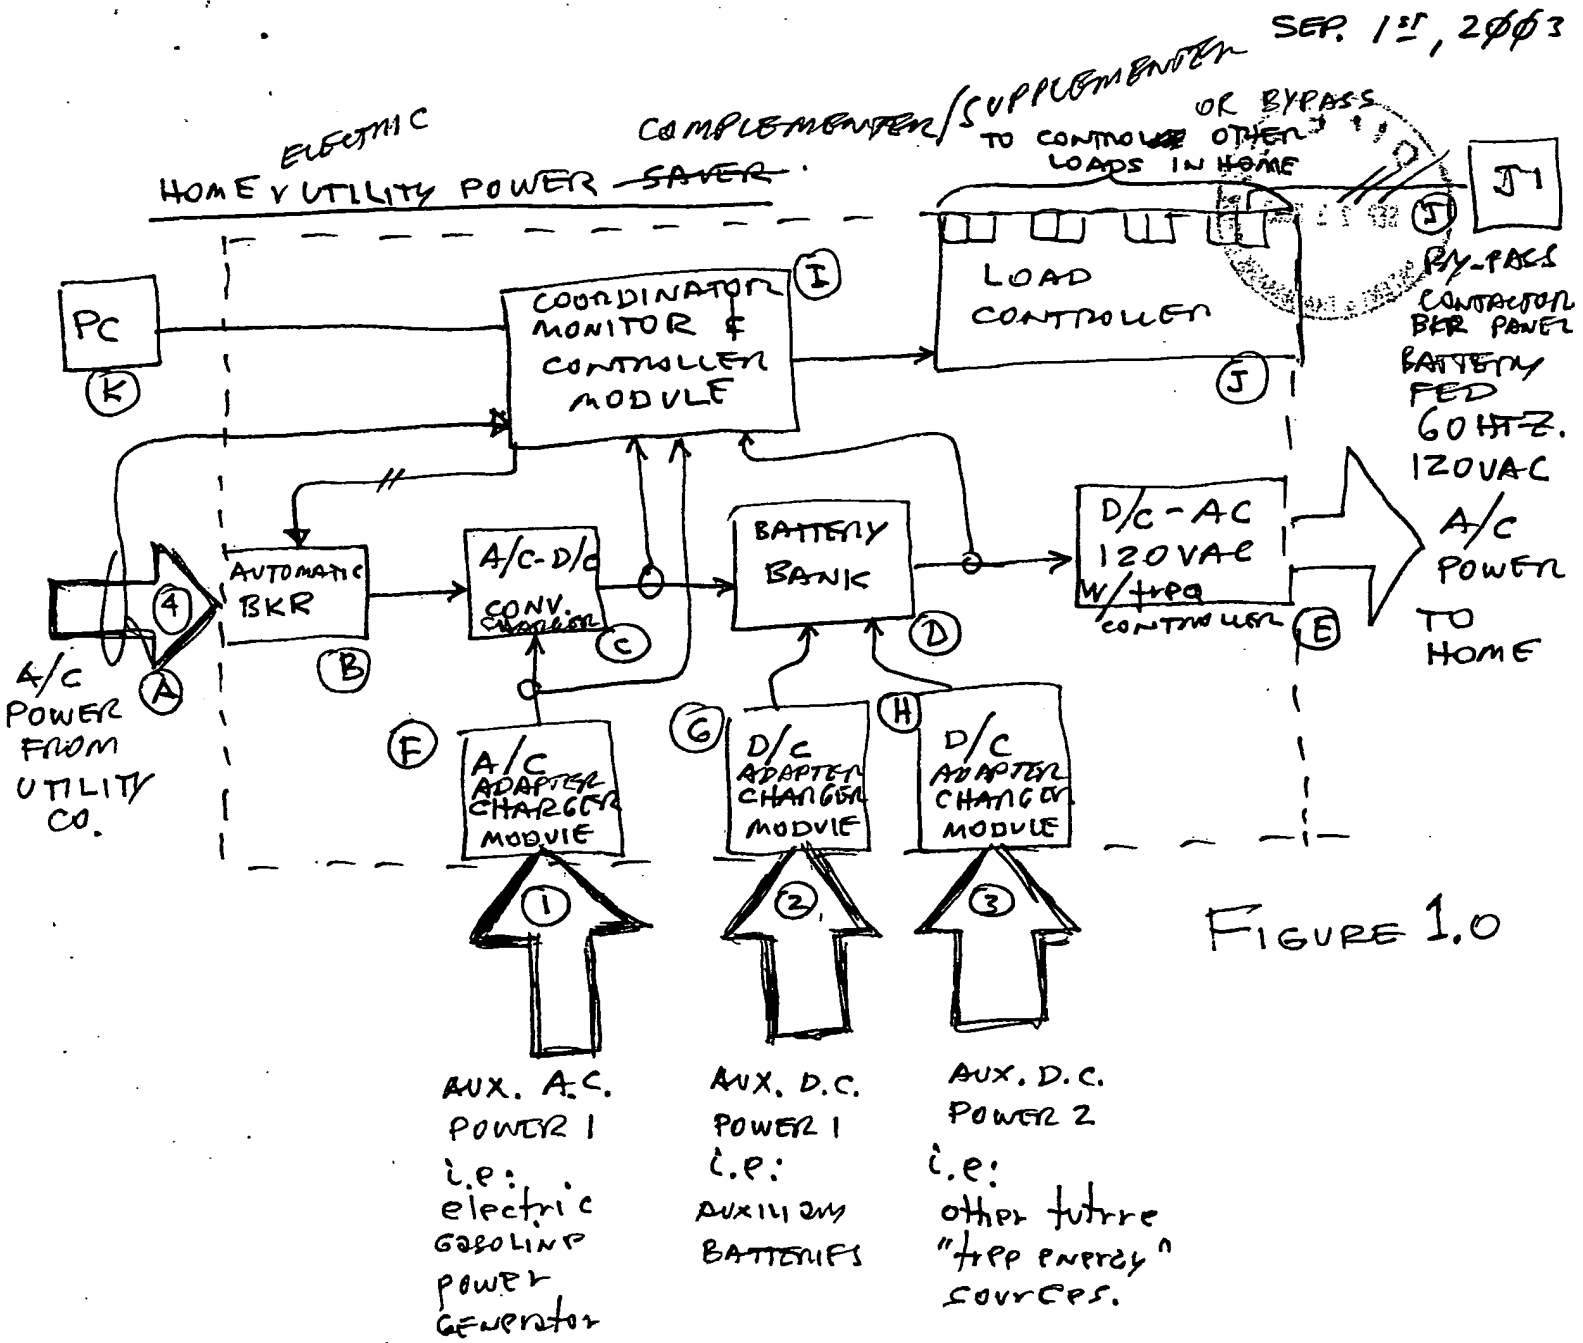 SEP. 1ST, 2003
ELECTRIC
COMPLEMENTER/SUPPLEMENTER
HOME UTILITY POWER SAVER.
OR BYPASS
TO CONTROL OTHER
LOADS IN HOME
J1
J
BY-PASS
CONTACTOR
BKR PANEL
BATTERY
FED
60 HTZ.
120VAC
A/C
POWER
TO
HOME
PC
K
COORDINATOR
MONITOR &
CONTROLLER
MODULE
I
LOAD
CONTROLLER
J
4
A
A/C
POWER
FROM
UTILITY
CO.
AUTOMATIC
BKR
B
A/C-D/C
CONV.
CHARGER
C
BATTERY
BANK
D
D/C-AC
120VAC
W/freq
CONTROLLER
E
F
A/C
ADAPTER
CHARGER
MODULE
G
D/C
ADAPTER
CHARGER
MODULE
H
D/C
ADAPTER
CHARGER
MODULE
1
2
3
FIGURE 1.0
AUX. A.C.
POWER 1
i.e:
electric
GASOLINE
power
GENERATOR
AUX. D.C.
POWER 1
i.e:
AUXILIARY
BATTERIES
AUX. D.C.
POWER 2
i.e:
other future
"free energy"
sources.